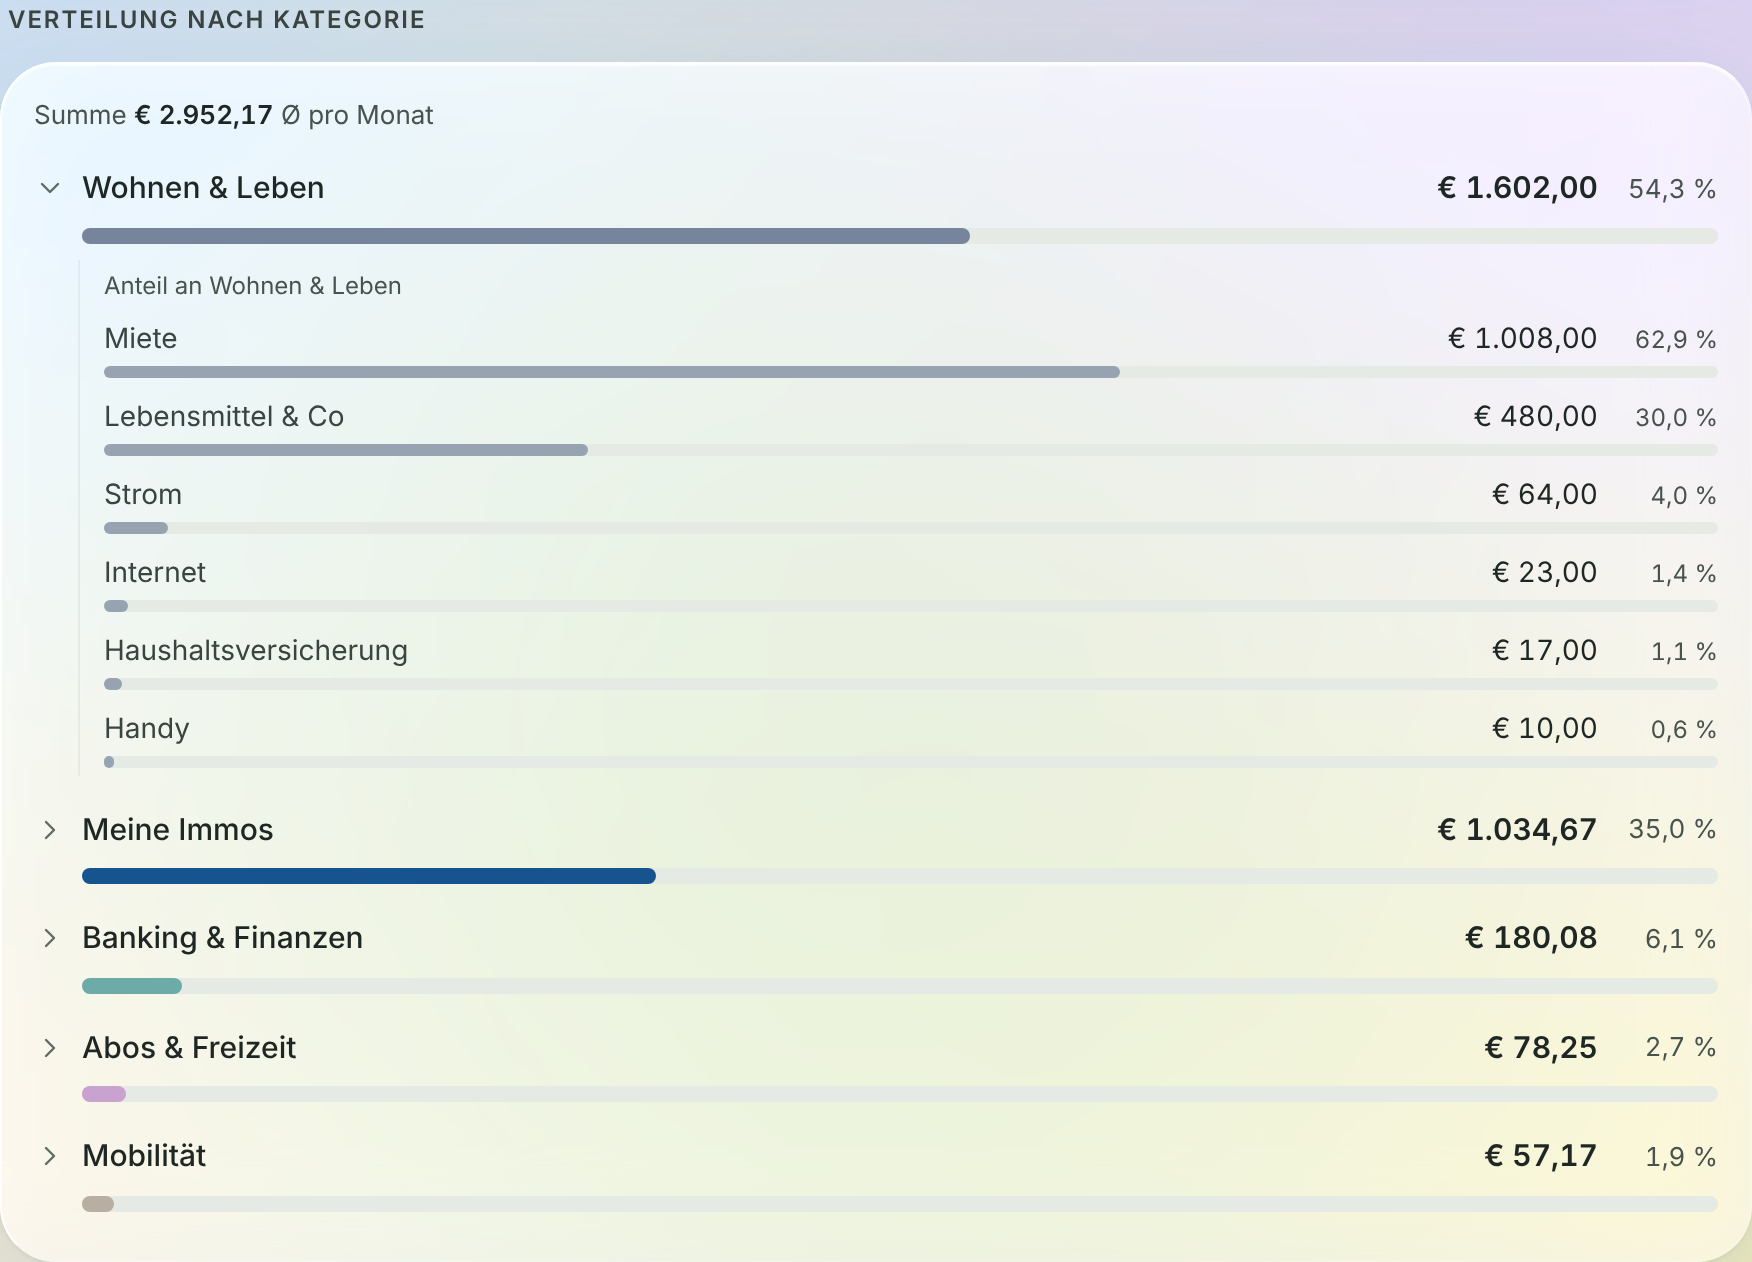 VERTEILUNG NACH KATEGORIE
Summe € 2.952,17 Ø pro Monat
Wohnen & Leben € 1.602,00 54,3 %
Anteil an Wohnen & Leben
Miete € 1.008,00 62,9 %
Lebensmittel & Co € 480,00 30,0 %
Strom € 64,00 4,0 %
Internet € 23,00 1,4 %
Haushaltsversicherung € 17,00 1,1 %
Handy € 10,00 0,6 %
Meine Immos € 1.034,67 35,0 %
Banking & Finanzen € 180,08 6,1 %
Abos & Freizeit € 78,25 2,7 %
Mobilität € 57,17 1,9 %